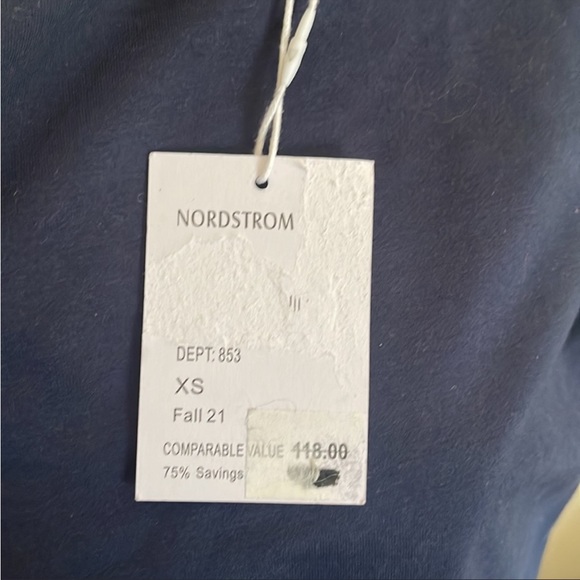 NORDSTROM
DEPT: 853
XS
Fall 21
COMPARABLE VALUE 118.00
75% Savings